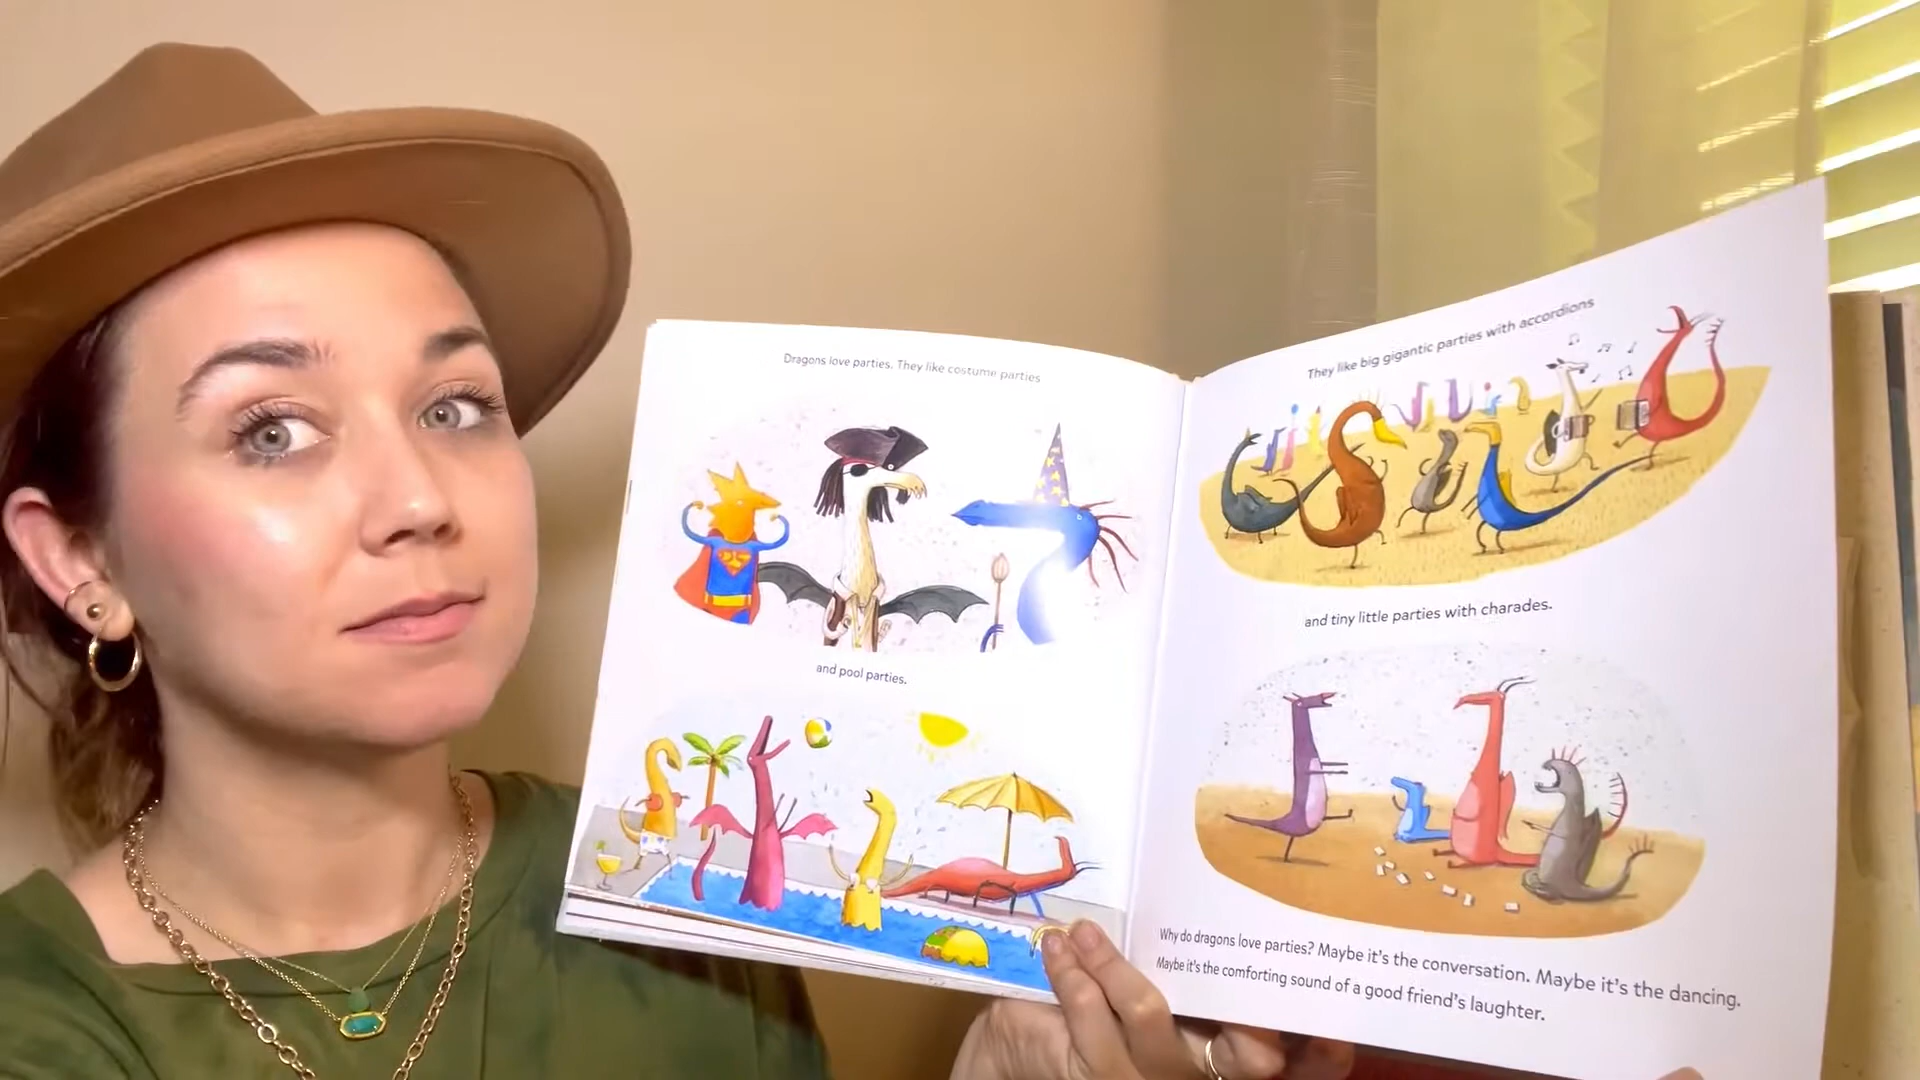 Dragons love parties. They like costume parties
and pool parties.
They like big gigantic parties with accordions
and tiny little parties with charades.
Why do dragons love parties? Maybe it's the conversation. Maybe it's the dancing.
Maybe it's the comforting sound of a good friend's laughter.